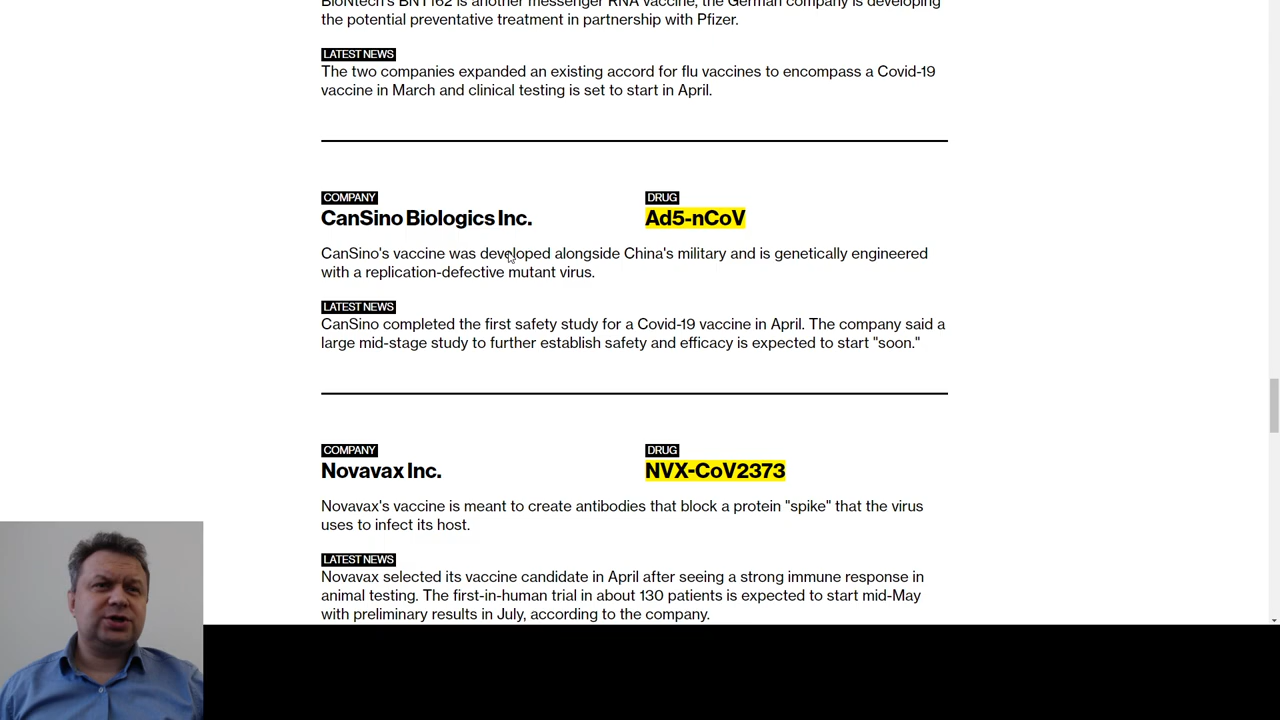 BioNtech's BNT162 is another messenger RNA vaccine, the German company is developing
the potential preventative treatment in partnership with Pfizer.
LATEST NEWS
The two companies expanded an existing accord for flu vaccines to encompass a Covid-19
vaccine in March and clinical testing is set to start in April.
COMPANY
DRUG
CanSino Biologics Inc.
Ad5-nCoV
CanSino's vaccine was developed alongside China's military and is genetically engineered
with a replication-defective mutant virus.
LATEST NEWS
CanSino completed the first safety study for a Covid-19 vaccine in April. The company said a
large mid-stage study to further establish safety and efficacy is expected to start "soon."
COMPANY
DRUG
Novavax Inc.
NVX-CoV2373
Novavax's vaccine is meant to create antibodies that block a protein "spike" that the virus
uses to infect its host.
LATEST NEWS
Novavax selected its vaccine candidate in April after seeing a strong immune response in
animal testing. The first-in-human trial in about 130 patients is expected to start mid-May
with preliminary results in July, according to the company.